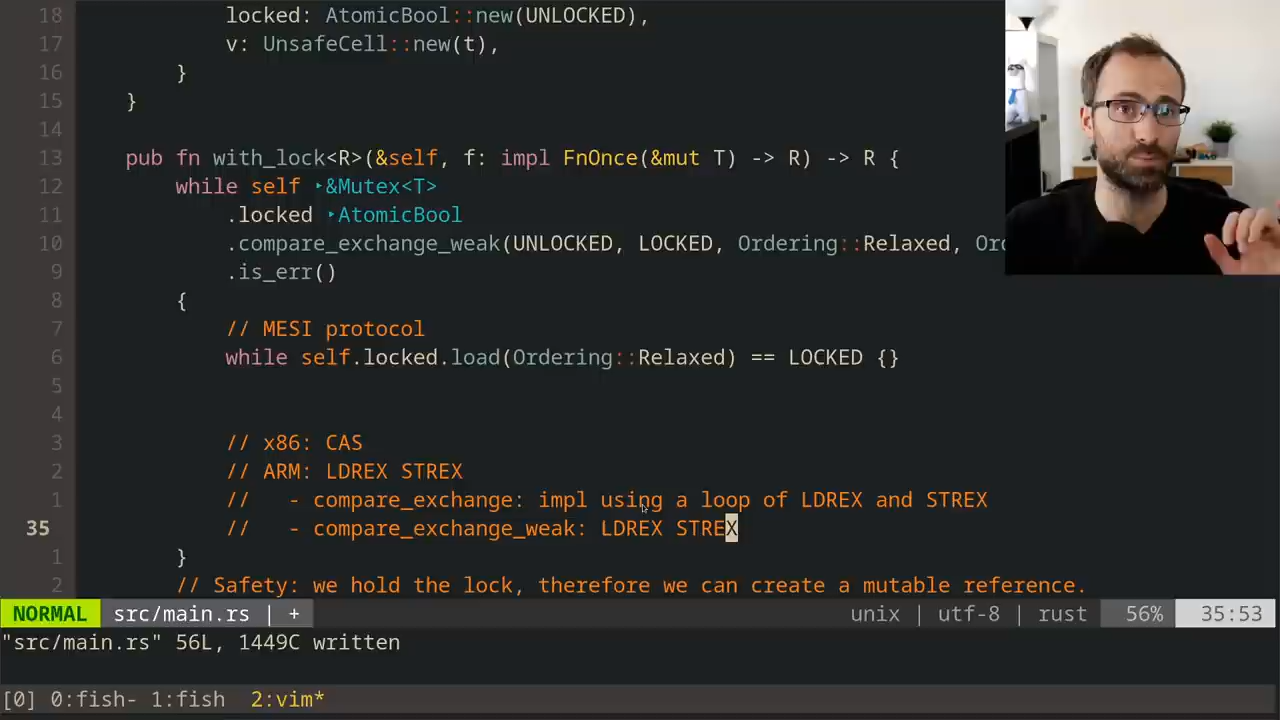 18 locked: AtomicBool::new(UNLOCKED),
17 v: UnsafeCell::new(t),
16 }
15 }
14
13 pub fn with_lock<R>(&self, f: impl FnOnce(&mut T) -> R) -> R {
12 while self ‣&Mutex<T>
11 .locked ‣AtomicBool
10 .compare_exchange_weak(UNLOCKED, LOCKED, Ordering::Relaxed, Or
9 .is_err()
8 {
7 // MESI protocol
6 while self.locked.load(Ordering::Relaxed) == LOCKED {}
5
4
3 // x86: CAS
2 // ARM: LDREX STREX
1 // - compare_exchange: impl using a loop of LDREX and STREX
35 // - compare_exchange_weak: LDREX STREX
1 }
2 // Safety: we hold the lock, therefore we can create a mutable reference.
NORMAL src/main.rs | + unix | utf-8 | rust 56% 35:53
"src/main.rs" 56L, 1449C written
[0] 0:fish- 1:fish 2:vim*